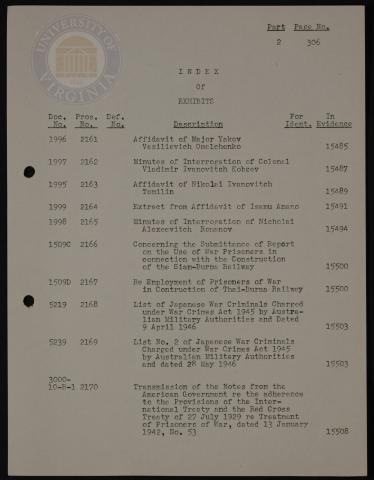 UNIVERSITY OF VIRGINIA
Part Page No.
2 306
INDEX
Of
EXHIBITS
Doc. Pros. Def. For In
No. No. No. Description Ident. Evidence
1996 2161 Affidavit of Major Yakov
Vesilievich Omelchenko 15485
1997 2162 Minutes of Interrogation of Colonel
Vladimir Ivanovitch Kobzev 15487
1995 2163 Affidavit of Nikolai Ivanovitch
Tomilin 15489
1999 2164 Extract from Affidavit of Isamu Amano 15491
1998 2165 Minutes of Interrogation of Nicholai
Alexeevitch Romanov 15494
1509C 2166 Concerning the Submittance of Report
on the Use of War Prisoners in
connection with the Construction
of the Siam-Burma Railway 15500
1509D 2167 Re Employment of Prisoners of War
in Contruction of Thai-Burma Railway 15500
5219 2168 List of Japanese War Criminals Charged
under War Crimes Act 1945 by Austra-
lian Military Authorities and Dated
9 April 1946 15503
5239 2169 List No. 2 of Japanese War Criminals
Charged under War Crimes Act 1945
by Australian Military Authorities
and dated 28 May 1946 15503
3000-
10-H-1 2170 Transmission of the Notes from the
American Government re the adherence
to the Provisions of the Inter-
national Treaty and the Red Cross
Treaty of 27 July 1929 re Treatment
of Prisoners of War, dated 13 January
1942, No. 53 15508